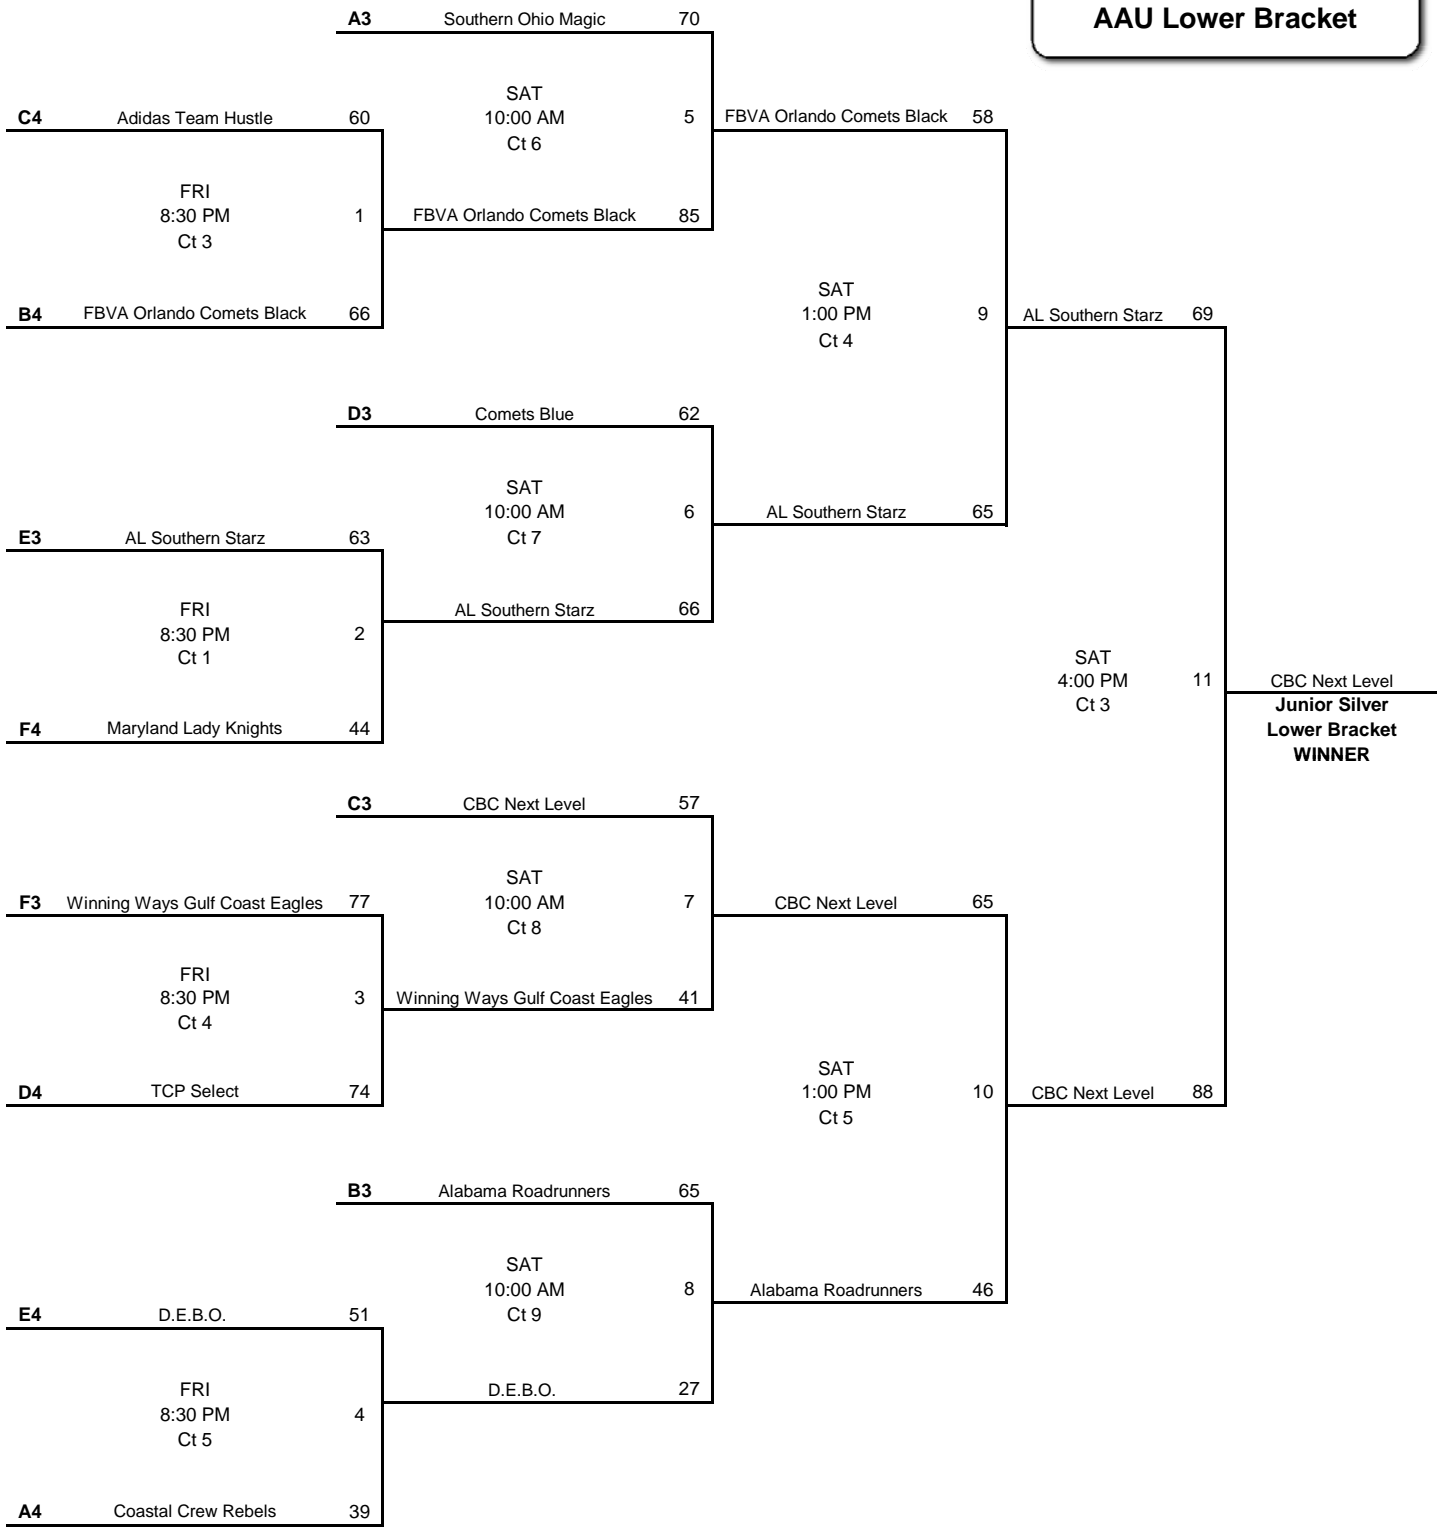 AAU Lower Bracket
A3 Southern Ohio Magic 70
SAT
10:00 AM 5
Ct 6
C4 Adidas Team Hustle 60
FBVA Orlando Comets Black 58
FRI
8:30 PM 1
Ct 3
FBVA Orlando Comets Black 85
B4 FBVA Orlando Comets Black 66
SAT
1:00 PM 9
Ct 4
AL Southern Starz 69
D3 Comets Blue 62
SAT
10:00 AM 6
Ct 7
AL Southern Starz 65
E3 AL Southern Starz 63
FRI
8:30 PM 2
Ct 1
AL Southern Starz 66
F4 Maryland Lady Knights 44
SAT
4:00 PM 11
Ct 3
CBC Next Level
Junior Silver
Lower Bracket
WINNER
C3 CBC Next Level 57
SAT
10:00 AM 7
Ct 8
F3 Winning Ways Gulf Coast Eagles 77
CBC Next Level 65
FRI
8:30 PM 3
Ct 4
Winning Ways Gulf Coast Eagles 41
D4 TCP Select 74
SAT
1:00 PM 10
Ct 5
CBC Next Level 88
B3 Alabama Roadrunners 65
SAT
10:00 AM 8
Ct 9
Alabama Roadrunners 46
E4 D.E.B.O. 51
FRI
8:30 PM 4
Ct 5
D.E.B.O. 27
A4 Coastal Crew Rebels 39